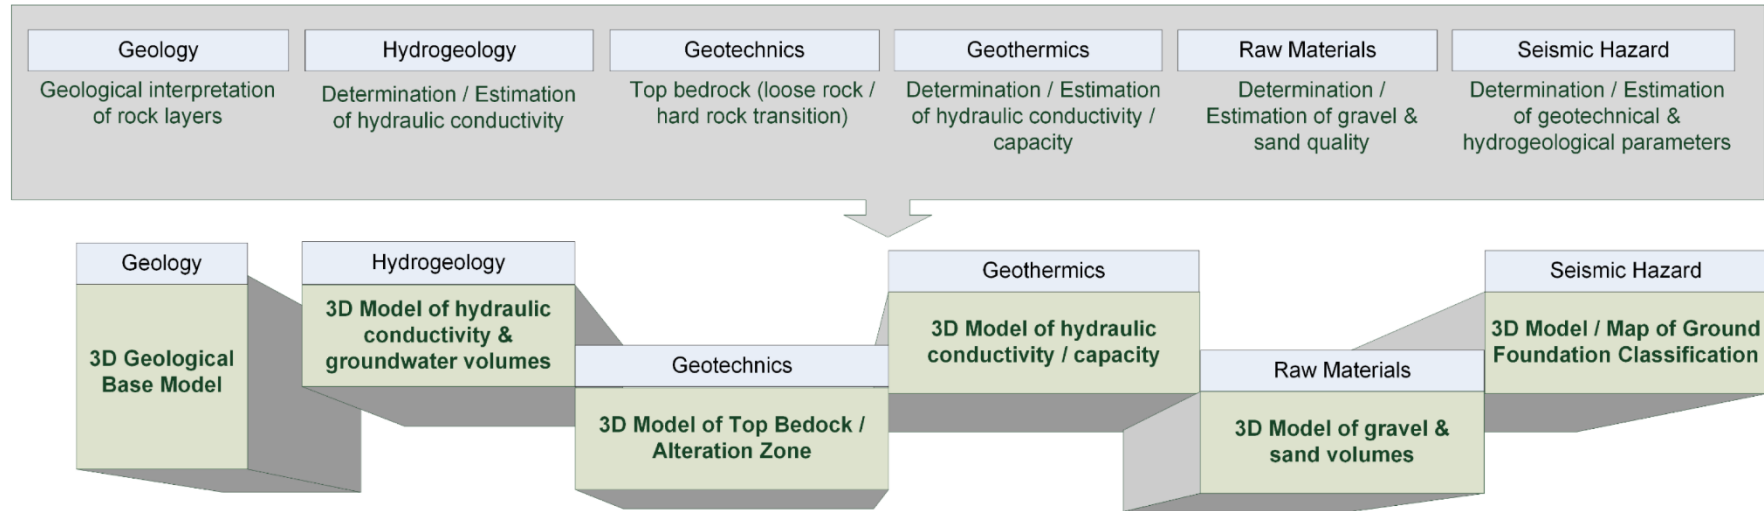 Geology
Geological interpretation
of rock layers
Hydrogeology
Determination / Estimation
of hydraulic conductivity
Geotechnics
Top bedrock (loose rock /
hard rock transition)
Geothermics
Determination / Estimation
of hydraulic conductivity /
capacity
Raw Materials
Determination /
Estimation of gravel &
sand quality
Seismic Hazard
Determination / Estimation
of geotechnical &
hydrogeological parameters
Geology
3D Geological
Base Model
Hydrogeology
3D Model of hydraulic
conductivity &
groundwater volumes
Geotechnics
3D Model of Top Bedock /
Alteration Zone
Geothermics
3D Model of hydraulic
conductivity / capacity
Raw Materials
3D Model of gravel &
sand volumes
Seismic Hazard
3D Model / Map of Ground
Foundation Classification